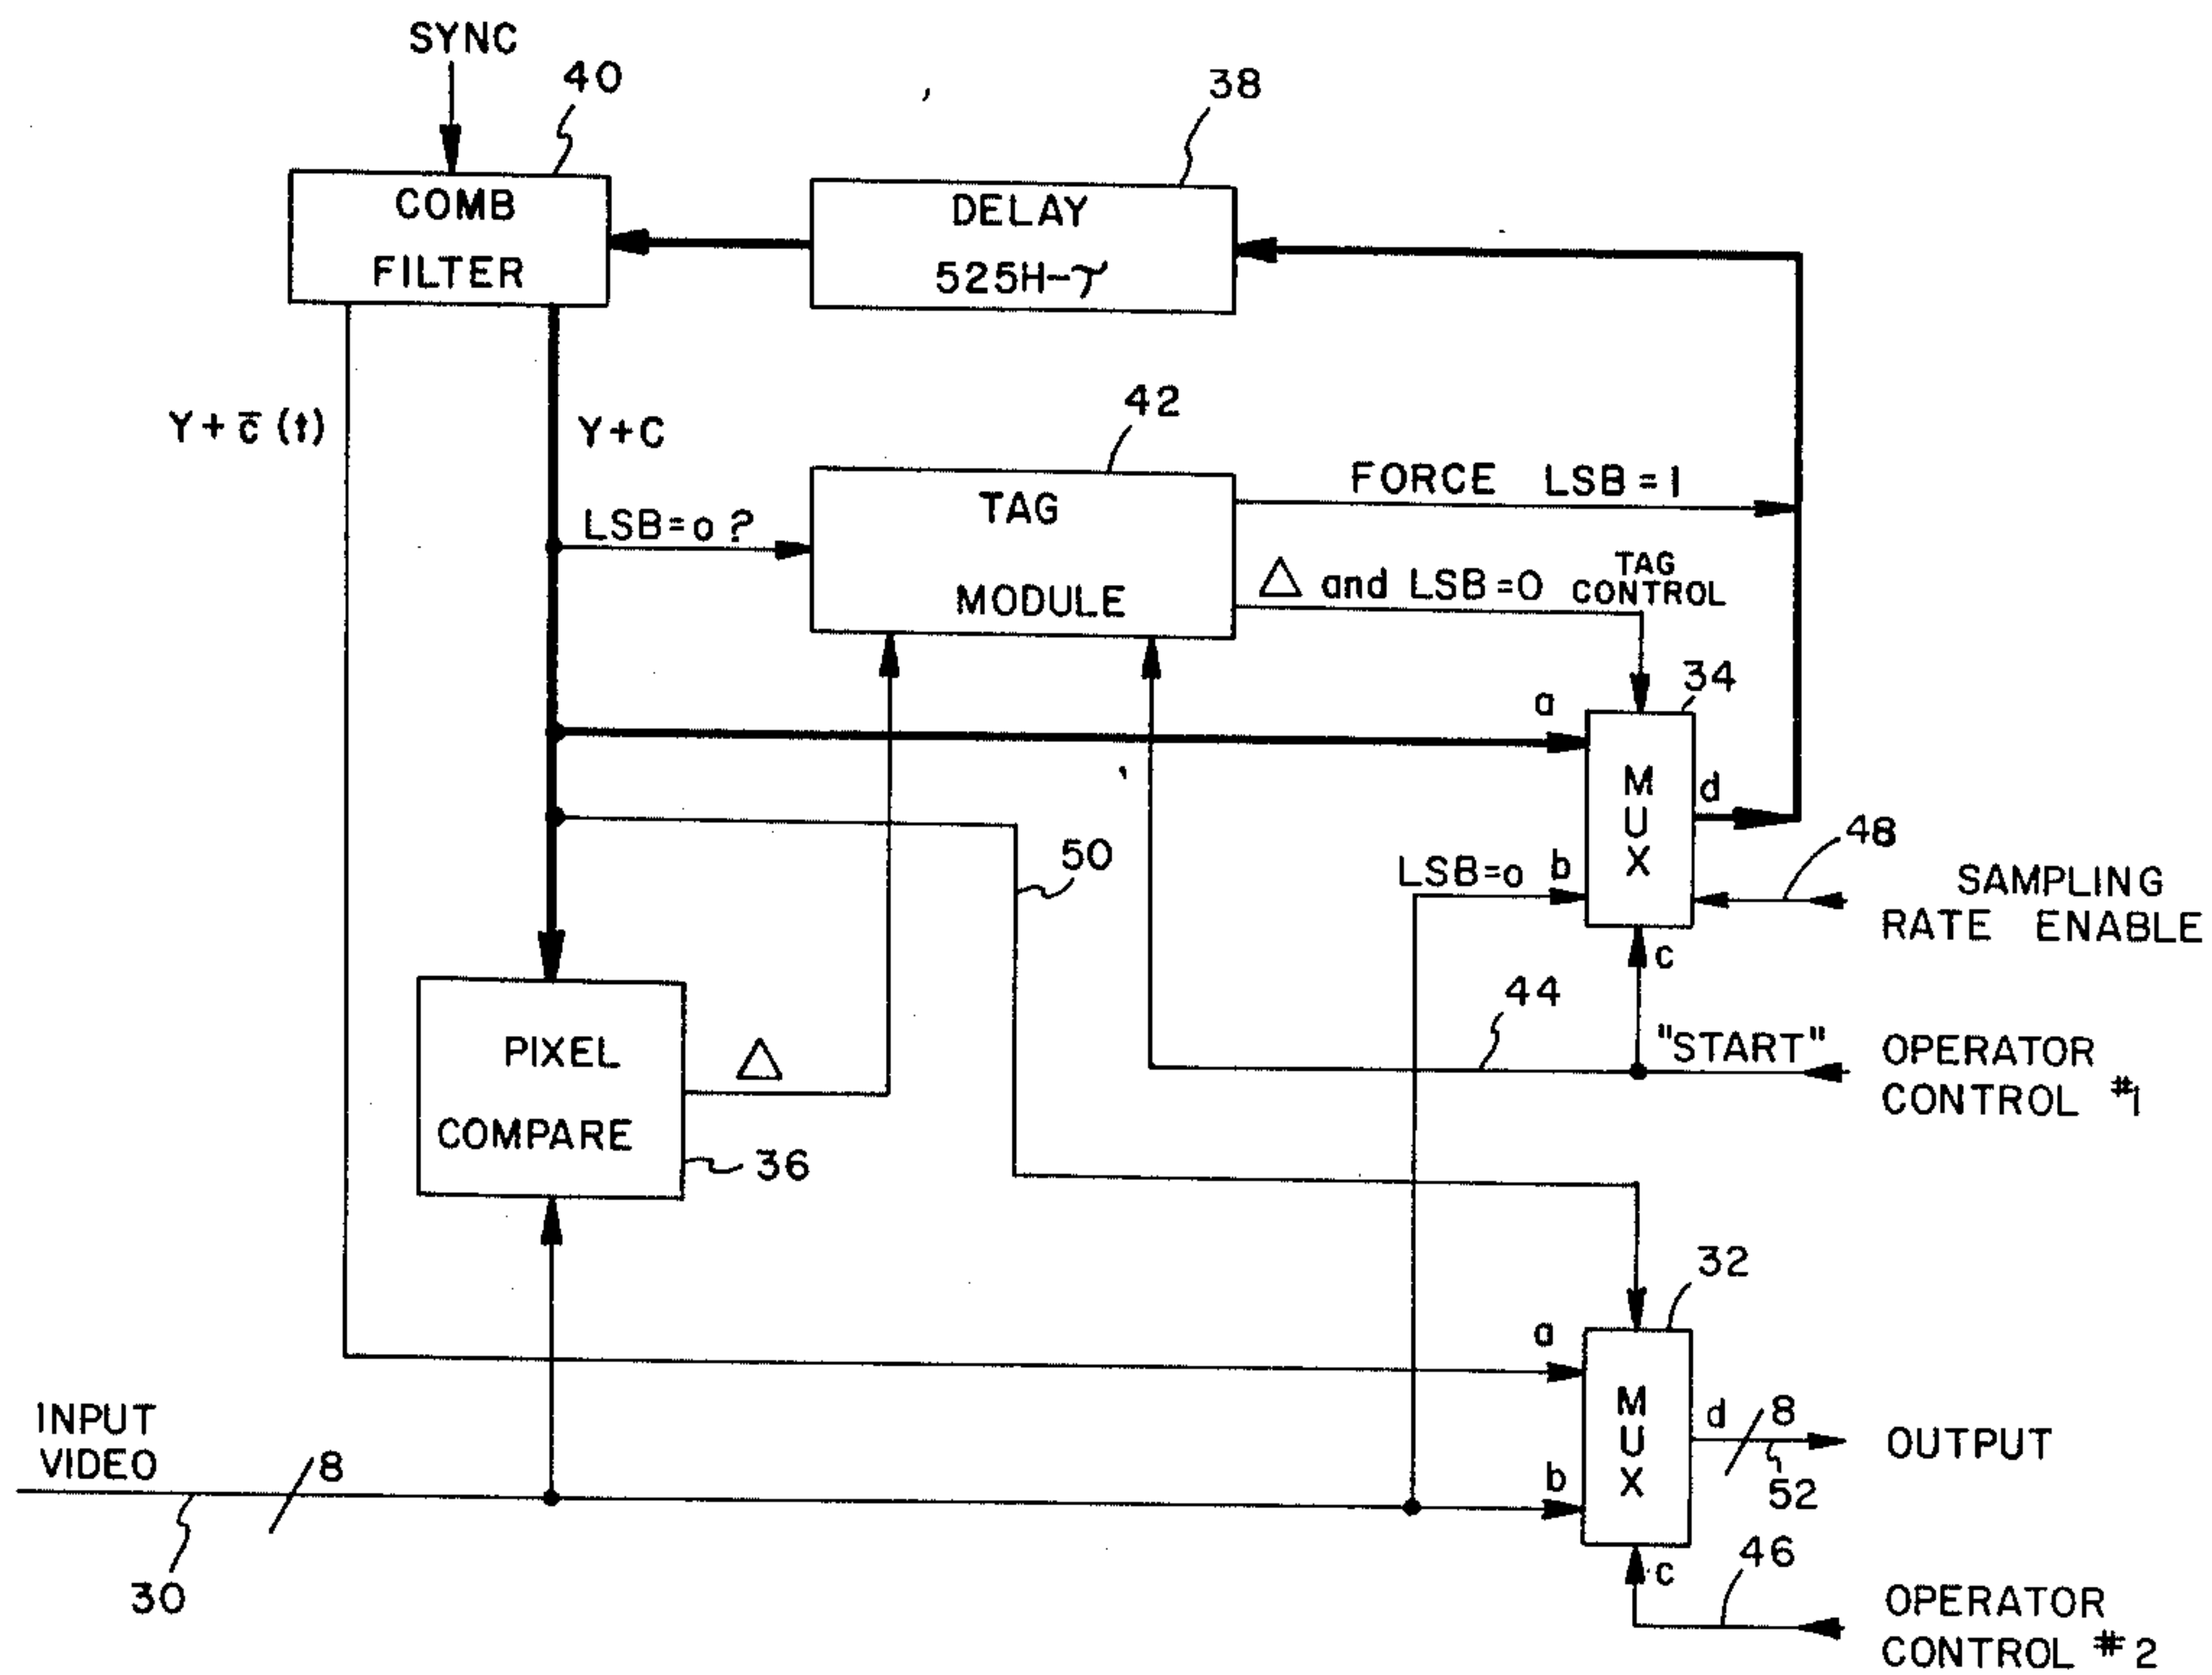 SYNC
40
38
COMB
FILTER
DELAY
525H-τ
Y+c̄(t)
Y+C
42
TAG
MODULE
LSB=o?
FORCE LSB=1
△ and LSB=0 TAG
CONTROL
34
a
M
U
X
d
b
LSB=o
c
48
SAMPLING
RATE ENABLE
50
44
"START"
OPERATOR
CONTROL #1
PIXEL
COMPARE
△
36
32
a
M
U
X
d
8
OUTPUT
52
b
c
46
OPERATOR
CONTROL #2
INPUT
VIDEO
8
30